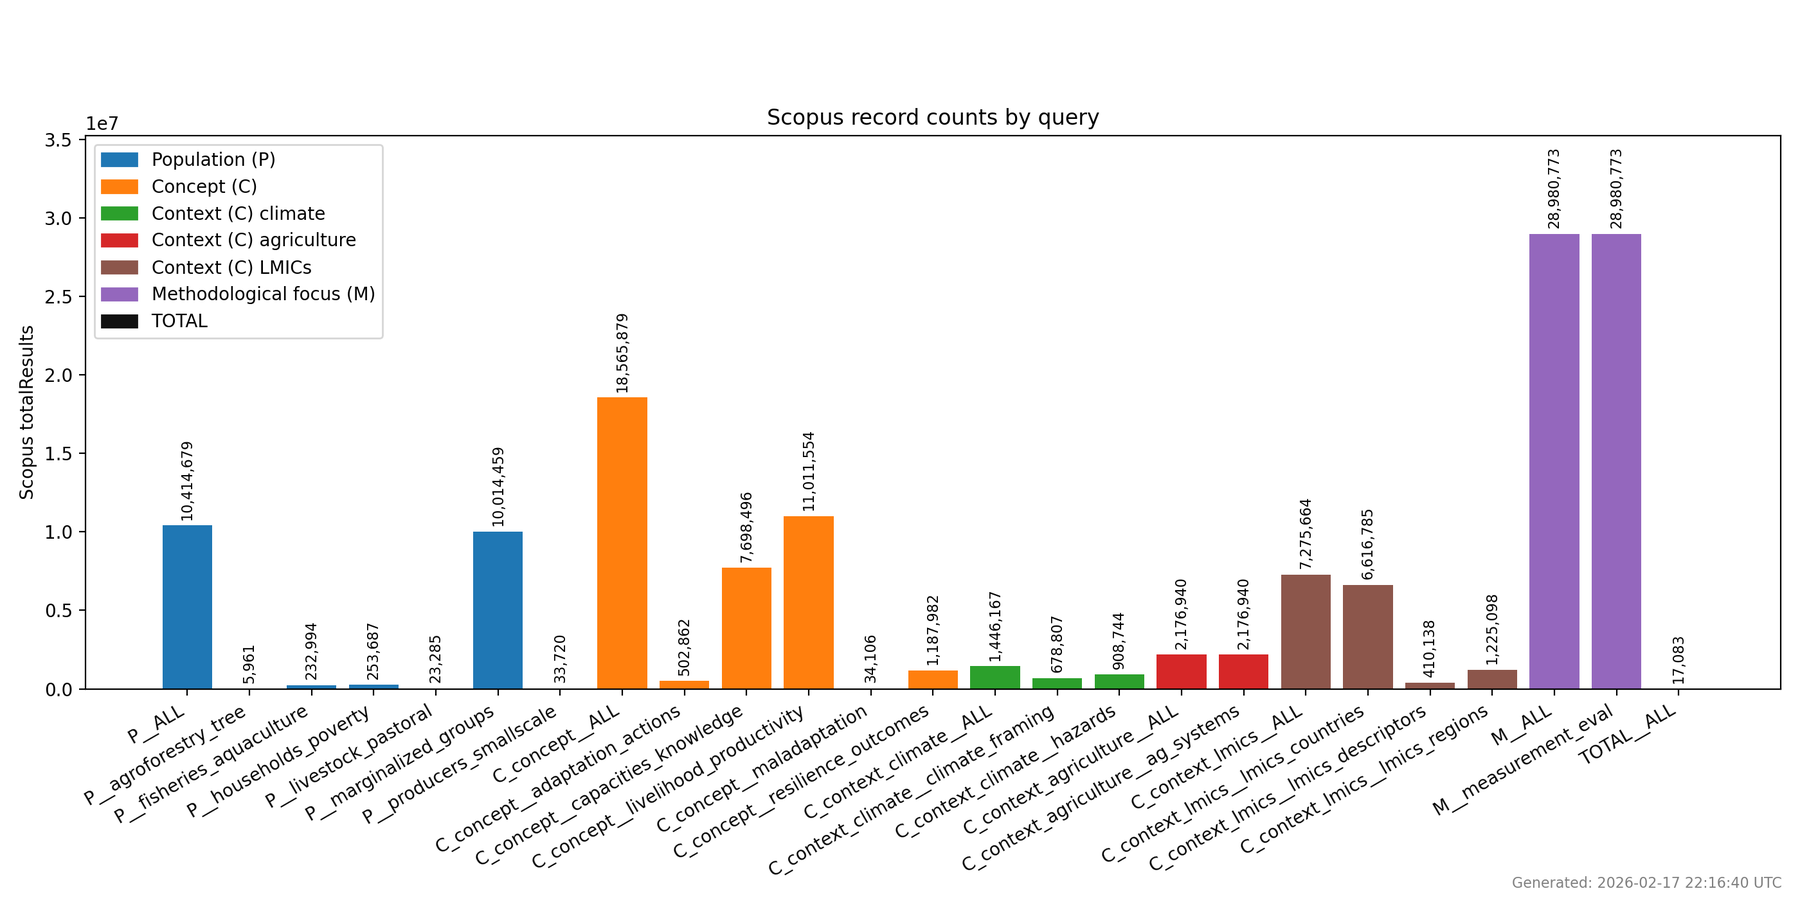 Scopus record counts by query
1e7
3.5
3.0
2.5
2.0
1.5
1.0
0.5
0.0
Scopus totalResults
Population (P)
Concept (C)
Context (C) climate
Context (C) agriculture
Context (C) LMICs
Methodological focus (M)
TOTAL
10,414,679
5,961
232,994
253,687
23,285
10,014,459
33,720
18,565,879
502,862
7,698,496
11,011,554
34,106
1,187,982
1,446,167
678,807
908,744
2,176,940
2,176,940
7,275,664
6,616,785
410,138
1,225,098
28,980,773
28,980,773
17,083
P__ALL
P__agroforestry_tree
P__fisheries_aquaculture
P__households_poverty
P__livestock_pastoral
P__marginalized_groups
P__producers_smallscale
C_concept__ALL
C_concept__adaptation_actions
C_concept__capacities_knowledge
C_concept__livelihood_productivity
C_concept__maladaptation
C_concept__resilience_outcomes
C_context_climate__ALL
C_context_climate__climate_framing
C_context_climate__hazards
C_context_agriculture__ALL
C_context_agriculture__ag_systems
C_context_lmics__ALL
C_context_lmics__lmics_countries
C_context_lmics__lmics_descriptors
C_context_lmics__lmics_regions
M__ALL
M__measurement_eval
TOTAL__ALL
Generated: 2026-02-17 22:16:40 UTC